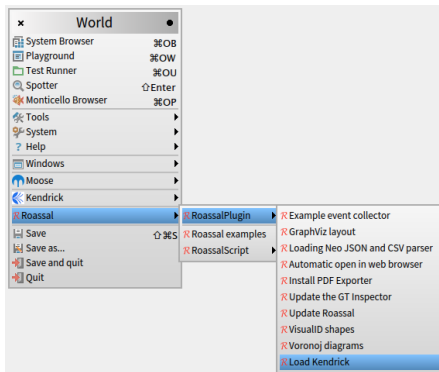 World
System Browser ⌘OB
Playground ⌘OW
Test Runner ⌘OU
Spotter ⇧Enter
Monticello Browser ⌘OP
Tools
System
? Help
Windows
Moose
Kendrick
Roassal
Save ⇧⌘S
Save as...
Save and quit
Quit
RoassalPlugin
Roassal examples
RoassalScript
Example event collector
GraphViz layout
Loading Neo JSON and CSV parser
Automatic open in web browser
Install PDF Exporter
Update the GT Inspector
Update Roassal
VisualID shapes
Voronoj diagrams
Load Kendrick